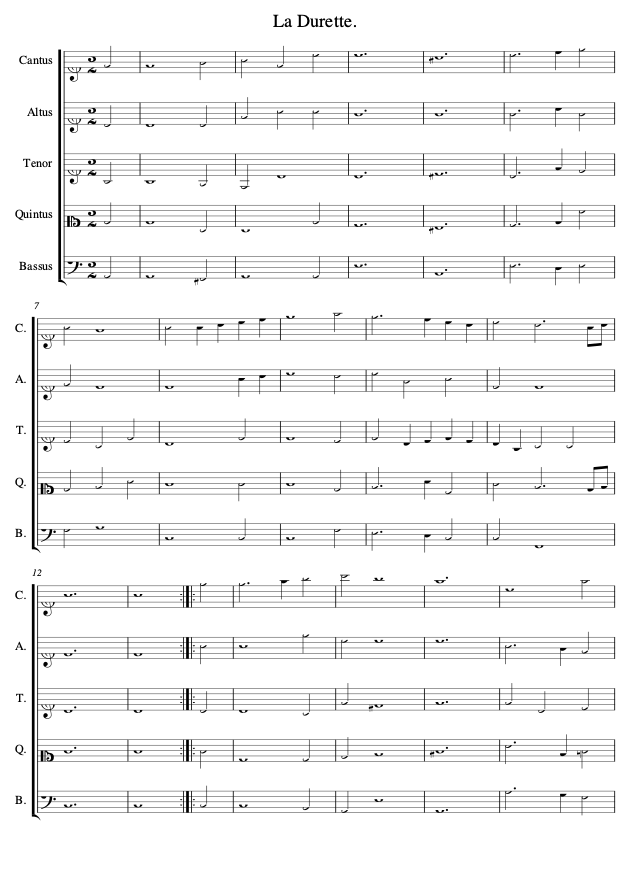 La Durette.
Cantus
Altus
Tenor
Quintus
Bassus
7
C.
A.
T.
Q.
B.
12
C.
A.
T.
Q.
B.